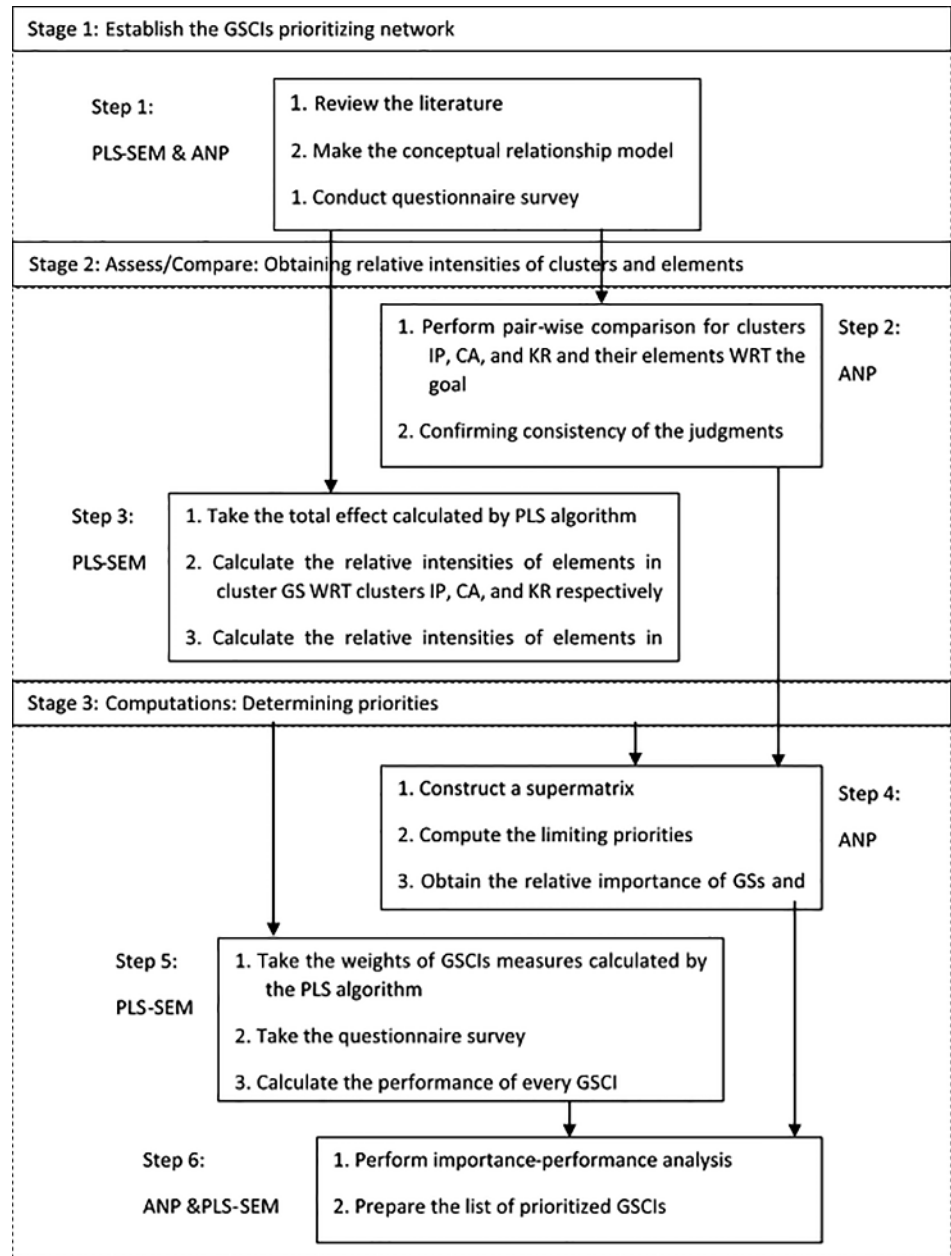 Stage 1: Establish the GSCIs prioritizing network
Step 1:
PLS-SEM & ANP
1. Review the literature
2. Make the conceptual relationship model
1. Conduct questionnaire survey
Stage 2: Assess/Compare: Obtaining relative intensities of clusters and elements
1. Perform pair-wise comparison for clusters
IP, CA, and KR and their elements WRT the
goal
2. Confirming consistency of the judgments
Step 2:
ANP
Step 3:
PLS-SEM
1. Take the total effect calculated by PLS algorithm
2. Calculate the relative intensities of elements in
cluster GS WRT clusters IP, CA, and KR respectively
3. Calculate the relative intensities of elements in
Stage 3: Computations: Determining priorities
1. Construct a supermatrix
2. Compute the limiting priorities
3. Obtain the relative importance of GSs and
Step 4:
ANP
Step 5:
PLS-SEM
1. Take the weights of GSCIs measures calculated by
the PLS algorithm
2. Take the questionnaire survey
3. Calculate the performance of every GSCI
Step 6:
ANP &PLS-SEM
1. Perform importance-performance analysis
2. Prepare the list of prioritized GSCIs